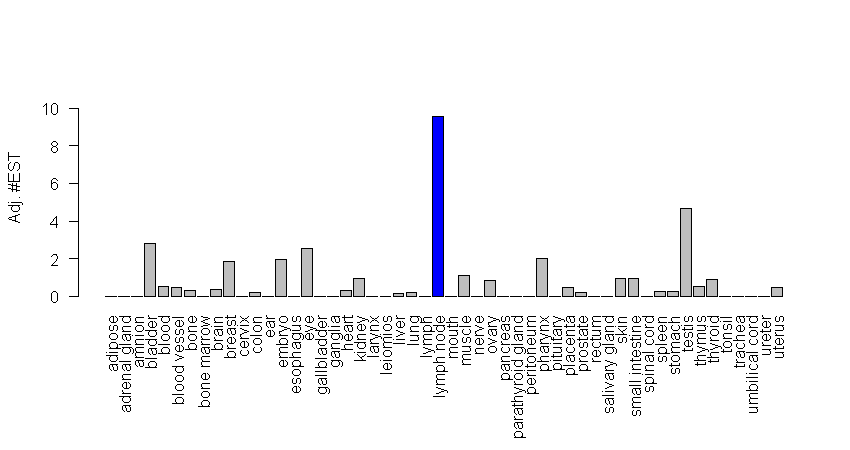 Adj. #EST
10
8
6
4
2
0
adipose
adrenal gland
amnion
bladder
blood
blood vessel
bone
bone marrow
brain
breast
cervix
colon
ear
embryo
esophagus
eye
gallbladder
ganglia
heart
kidney
larynx
leiomios
liver
lung
lymph
lymph node
mouth
muscle
nerve
ovary
pancreas
parathyroid gland
peritoneum
pharynx
pituitary
placenta
prostate
rectum
salivary gland
skin
small intestine
spinal cord
spleen
stomach
testis
thymus
thyroid
tonsil
trachea
umbilical cord
ureter
uterus